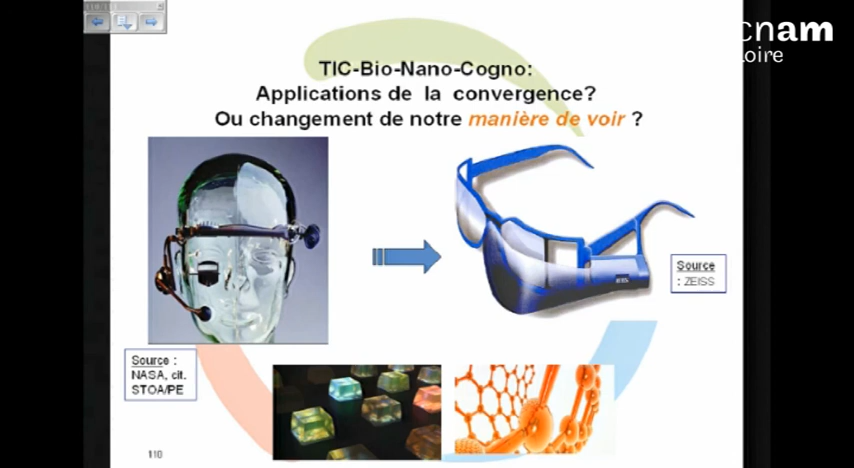 cnam
Loire
TIC-Bio-Nano-Cogno:
Applications de la convergence?
Ou changement de notre manière de voir ?
Source
: ZEISS
Source :
NASA, cit.
STOA/PE
110